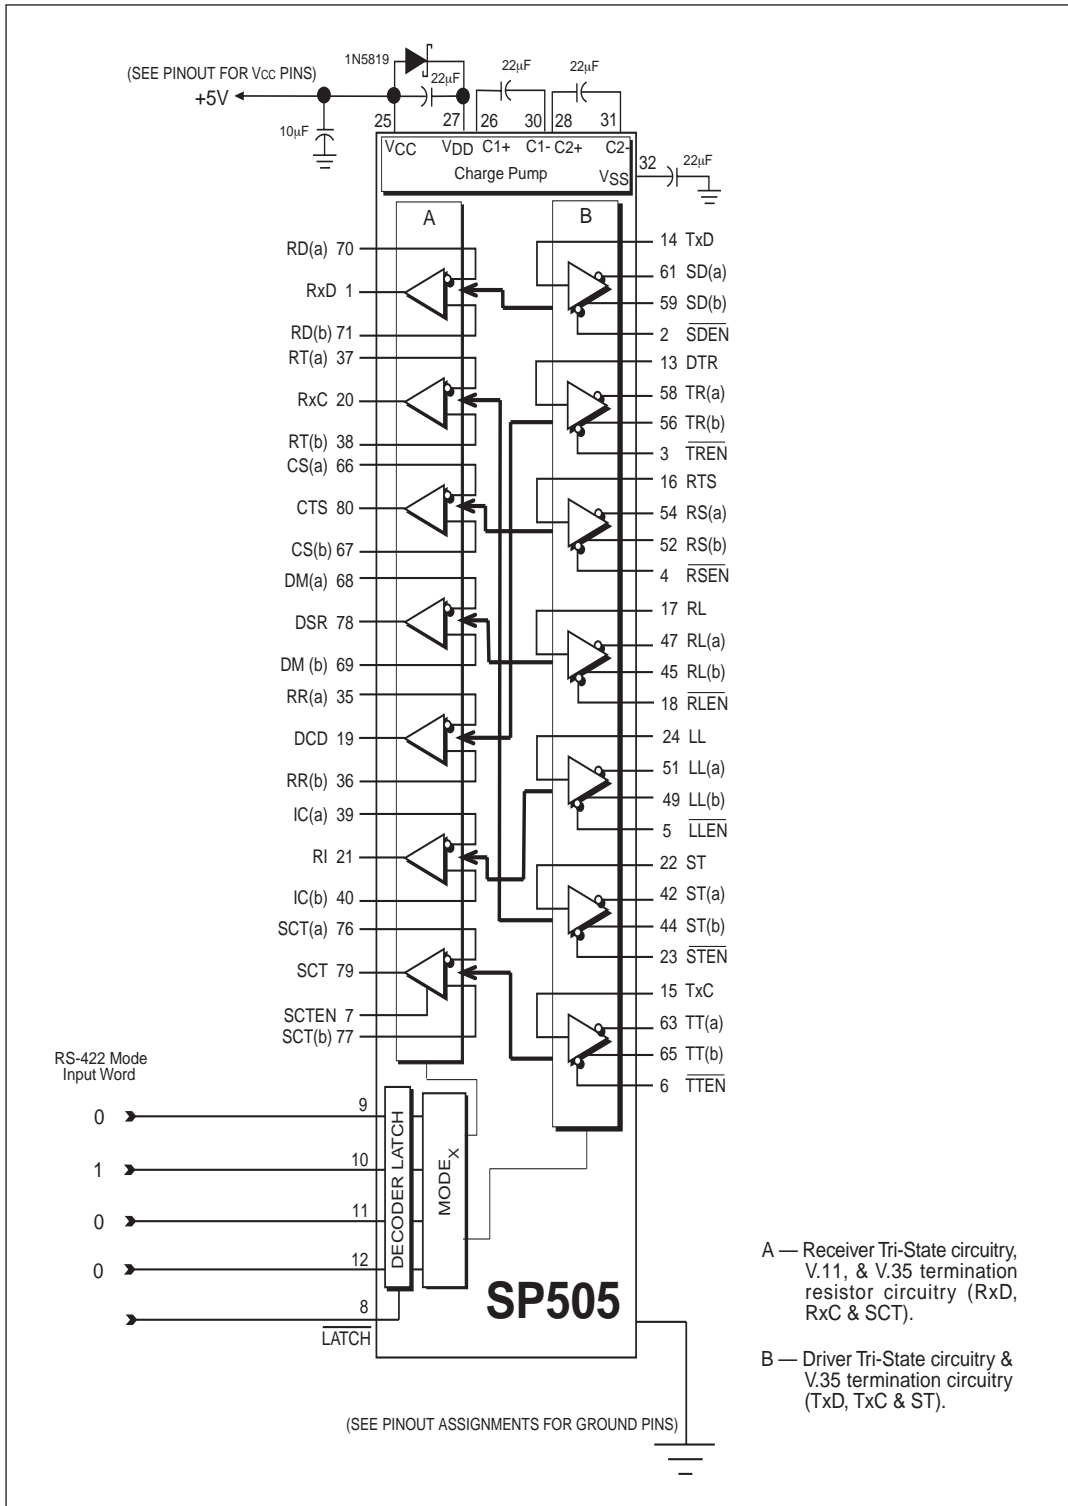 1N5819
22µF
22µF
22µF
(SEE PINOUT FOR VCC PINS)
+5V
10µF
25
27
26
30
28
31
VCC
VDD
C1+
C1-
C2+
C2-
Charge Pump
VSS
32
22µF
A
B
RD(a) 70
RxD 1
RD(b) 71
RT(a) 37
RxC 20
RT(b) 38
CS(a) 66
CTS 80
CS(b) 67
DM(a) 68
DSR 78
DM (b) 69
RR(a) 35
DCD 19
RR(b) 36
IC(a) 39
RI 21
IC(b) 40
SCT(a) 76
SCT 79
SCTEN 7
SCT(b) 77
14 TxD
61 SD(a)
59 SD(b)
2 SDEN
13 DTR
58 TR(a)
56 TR(b)
3 TREN
16 RTS
54 RS(a)
52 RS(b)
4 RSEN
17 RL
47 RL(a)
45 RL(b)
18 RLEN
24 LL
51 LL(a)
49 LL(b)
5 LLEN
22 ST
42 ST(a)
44 ST(b)
23 STEN
15 TxC
63 TT(a)
65 TT(b)
6 TTEN
RS-422 Mode
Input Word
0
9
1
10
0
11
0
12
8
LATCH
DECODER LATCH
MODEX
SP505
A — Receiver Tri-State circuitry,
V.11, & V.35 termination
resistor circuitry (RxD,
RxC & SCT).
B — Driver Tri-State circuitry &
V.35 termination circuitry
(TxD, TxC & ST).
(SEE PINOUT ASSIGNMENTS FOR GROUND PINS)